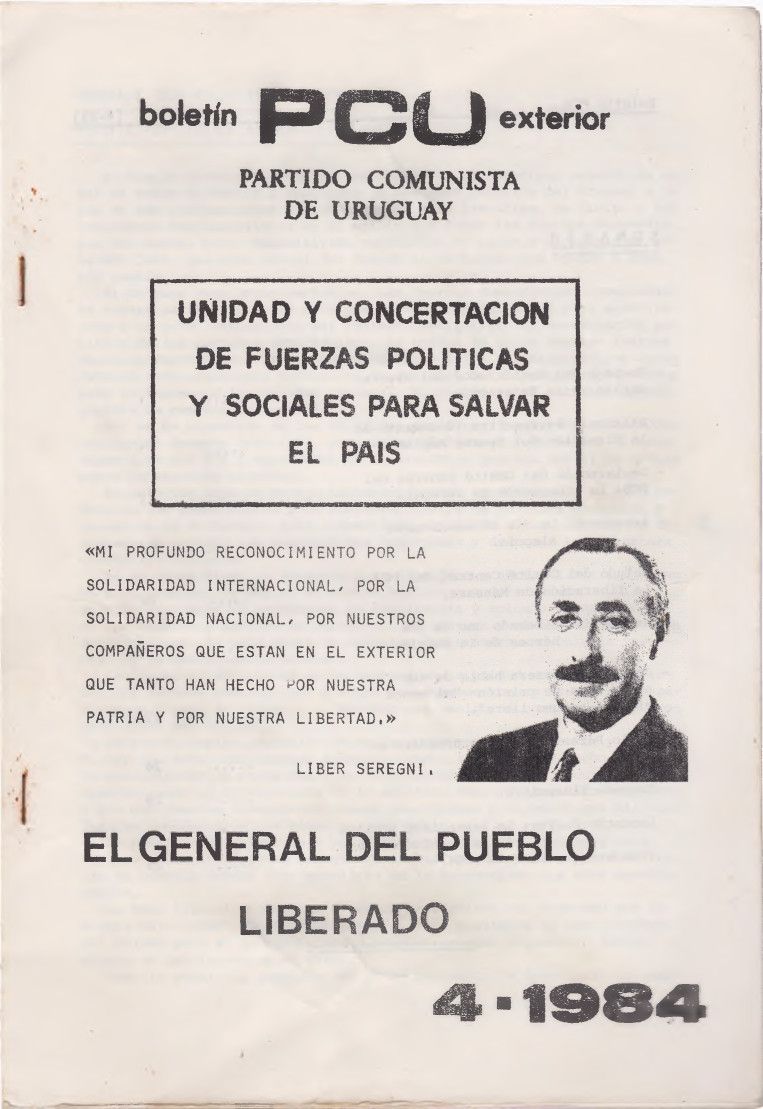 boletín PCU exterior
PARTIDO COMUNISTA
DE URUGUAY
UNIDAD Y CONCERTACION
DE FUERZAS POLITICAS
Y SOCIALES PARA SALVAR
EL PAIS
«MI PROFUNDO RECONOCIMIENTO POR LA
SOLIDARIDAD INTERNACIONAL, POR LA
SOLIDARIDAD NACIONAL, POR NUESTROS
COMPAÑEROS QUE ESTAN EN EL EXTERIOR
QUE TANTO HAN HECHO POR NUESTRA
PATRIA Y POR NUESTRA LIBERTAD.»
LIBER SEREGNI.
EL GENERAL DEL PUEBLO
LIBERADO
4·1984